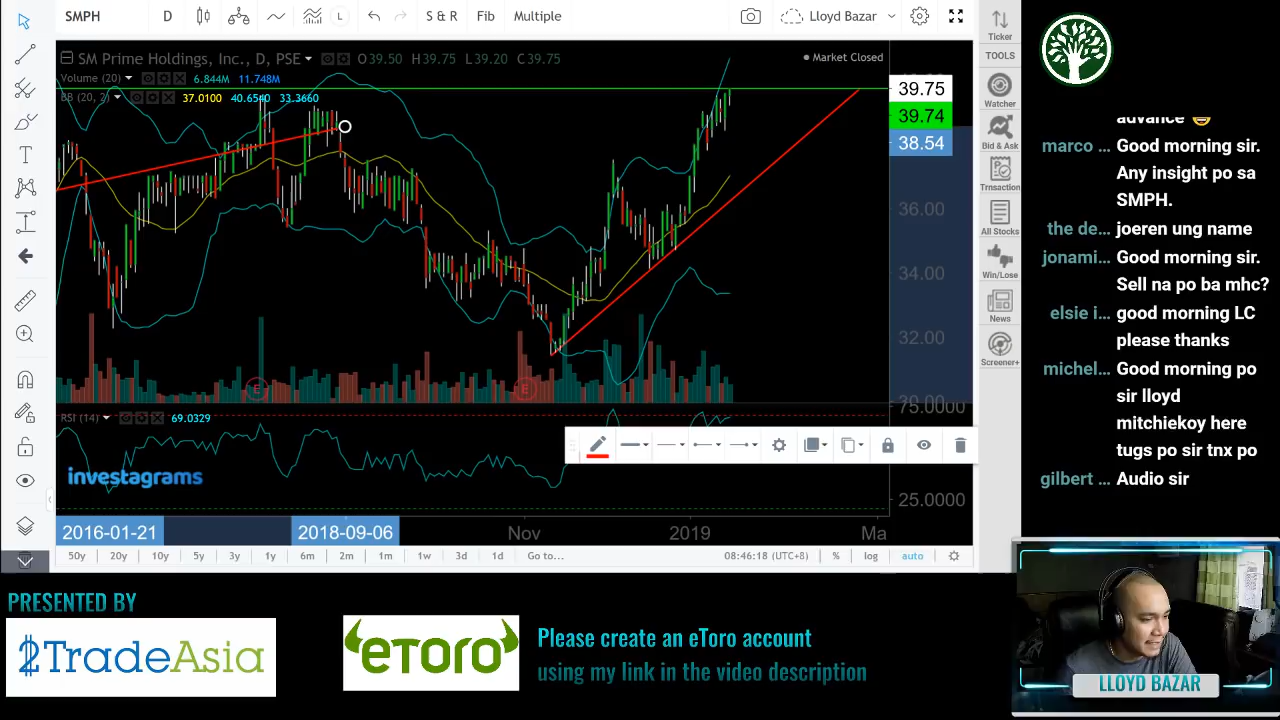 SMPH
D
L
S & R
Fib
Multiple
Lloyd Bazar
SM Prime Holdings, Inc., D, PSE
O39.50 H39.75 L39.20 C39.75
Market Closed
Volume (20)
6.844M 11.748M
BB (20, 2)
37.0100 40.6540 33.3660
39.75
39.74
38.54
36.00
34.00
32.00
30.00
E
E
RSI (14)
69.0329
75.0000
25.0000
investagrams
2016-01-21
2018-09-06
Nov
2019
Ma
50y
20y
10y
5y
3y
1y
6m
2m
1m
1w
3d
1d
Go to...
08:46:18 (UTC+8)
%
log
auto
Ticker
TOOLS
Watcher
Bid & Ask
Trnsaction
All Stocks
Win/Lose
News
Screener+
advance
marco ... Good morning sir.
Any insight po sa
SMPH.
the de... joeren ung name
jonami... Good morning sir.
Sell na po ba mhc?
elsie i... good morning LC
please thanks
michel... Good morning po
sir lloyd
mitchiekoy here
tugs po sir tnx po
gilbert ... Audio sir
PRESENTED BY
2TradeAsia
eToro
Please create an eToro account
using my link in the video description
LLOYD BAZAR